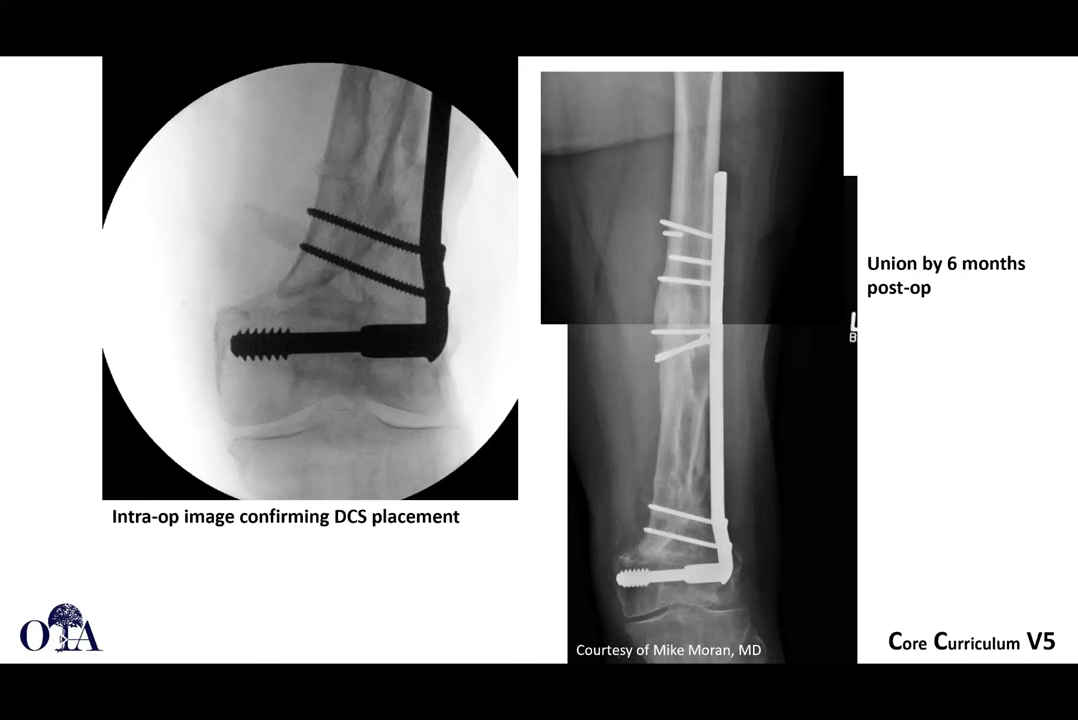 Union by 6 months
post-op
L
B
Intra-op image confirming DCS placement
OTA
Courtesy of Mike Moran, MD
Core Curriculum V5